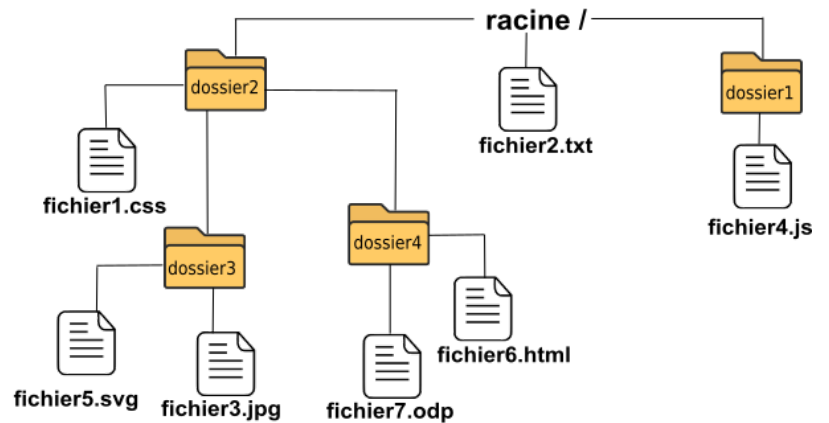 racine /
dossier2
dossier1
fichier2.txt
fichier1.css
fichier4.js
dossier4
dossier3
fichier6.html
fichier5.svg
fichier3.jpg
fichier7.odp